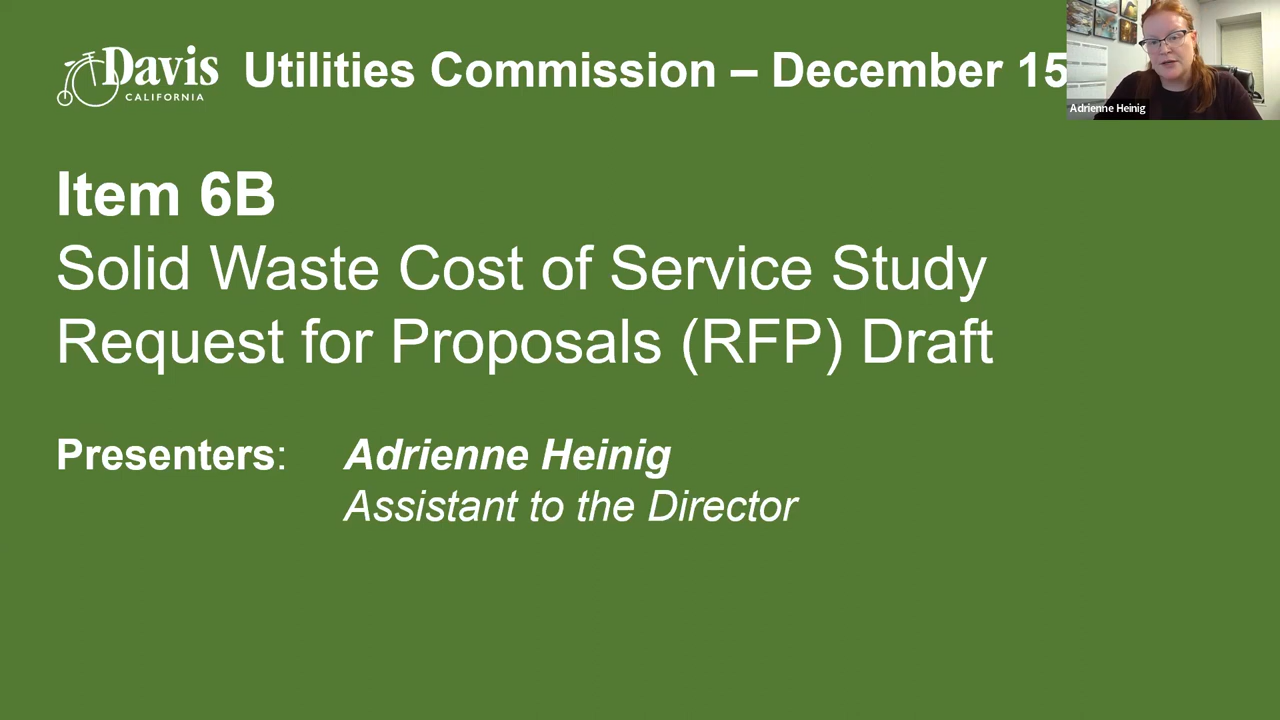 Davis
CALIFORNIA
Utilities Commission – December 15
Adrienne Heinig
Item 6B
Solid Waste Cost of Service Study
Request for Proposals (RFP) Draft
Presenters: Adrienne Heinig
Assistant to the Director